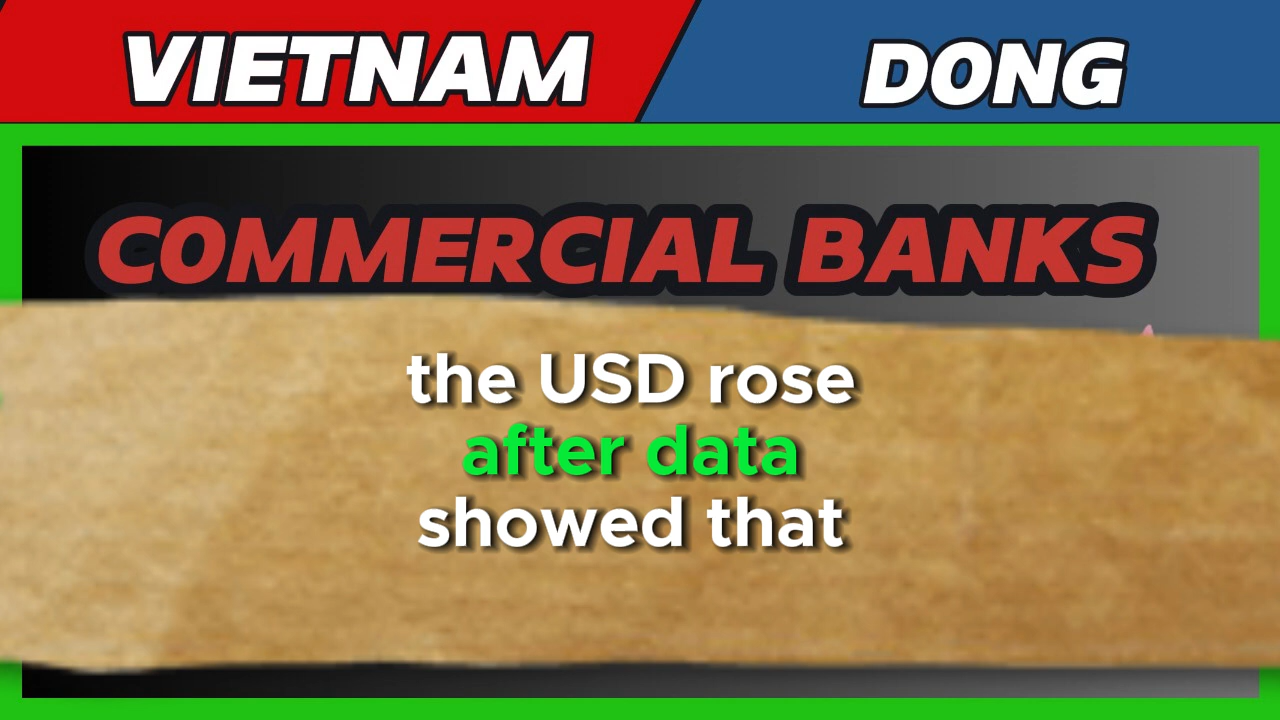 VIETNAM
DONG
COMMERCIAL BANKS
the USD rose
after data
showed that